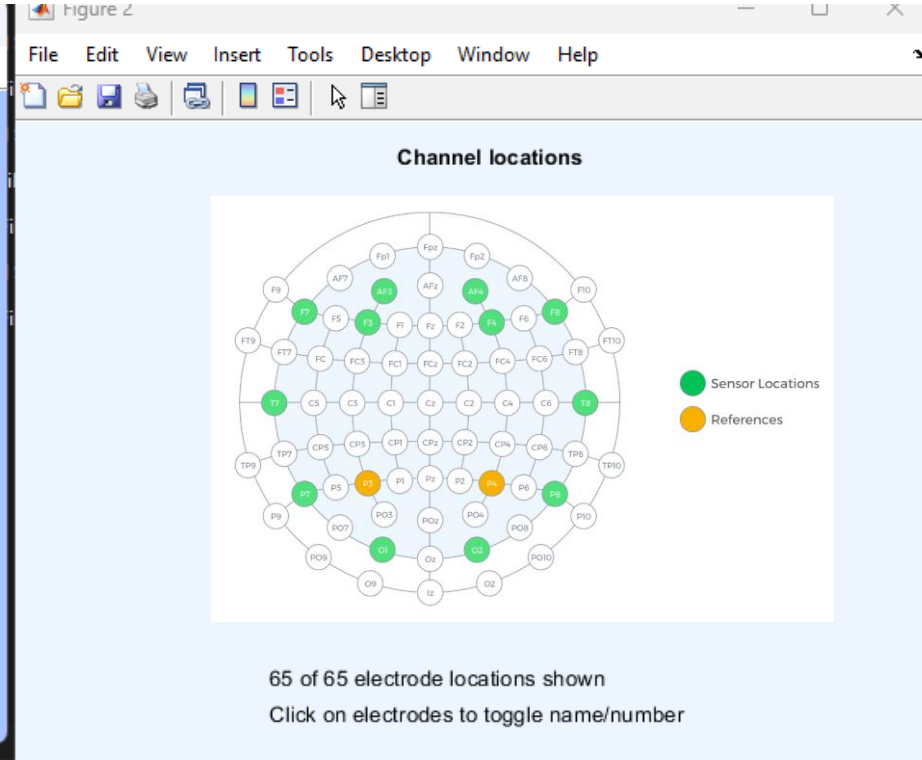 Figure 2
File Edit View Insert Tools Desktop Window Help
Channel locations
Fp1 Fpz Fp2
AF7 AF8
F9 AF3 AFz AF4 F10
F7 F5 F3 F1 Fz F2 F4 F6 F8
FT9 FT10
FT7 FC FC3 FC1 FCz FC2 FC4 FC6 FT8
Sensor Locations
T7 C5 C3 C1 Cz C2 C4 C6 T8
References
TP7 CP5 CP3 CP1 CPz CP2 CP4 CP6 TP8
TP9 TP10
P7 P5 P3 P1 Pz P2 P4 P6 P8
P9 PO3 POz PO4 P10
PO7 PO8
PO9 O1 Oz O2 PO10
O9 Iz O2
65 of 65 electrode locations shown
Click on electrodes to toggle name/number